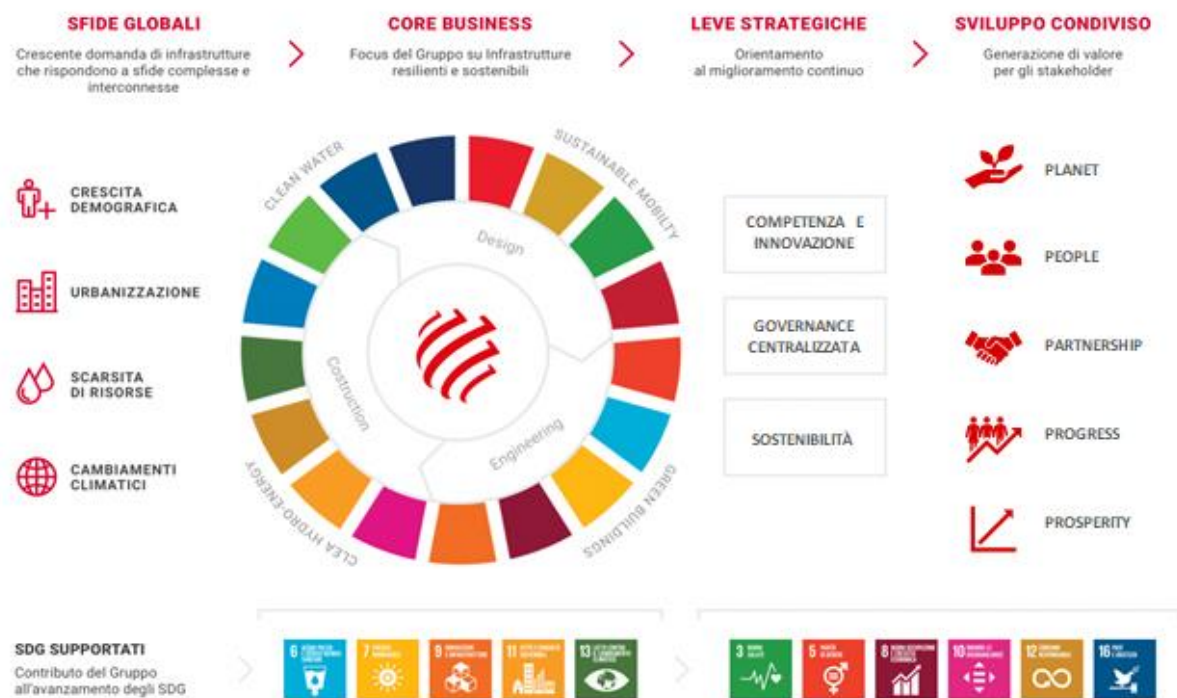 SFIDE GLOBALI
Crescente domanda di infrastrutture
che rispondono a sfide complesse e
interconnesse
CORE BUSINESS
Focus del Gruppo su Infrastrutture
resilienti e sostenibili
LEVE STRATEGICHE
Orientamento
al miglioramento continuo
SVILUPPO CONDIVISO
Generazione di valore
per gli stakeholder
CRESCITA
DEMOGRAFICA
URBANIZZAZIONE
SCARSITA
DI RISORSE
CAMBIAMENTI
CLIMATICI
CLEAN WATER
SUSTAINABLE MOBILTY
GREEN BUILDINGS
CLEA HYDRO-ENERGY
Design
Engineering
Costruction
COMPETENZA E
INNOVAZIONE
GOVERNANCE
CENTRALIZZATA
SOSTENIBILITÀ
PLANET
PEOPLE
PARTNERSHIP
PROGRESS
PROSPERITY
SDG SUPPORTATI
Contributo del Gruppo
all'avanzamento degli SDG
6
7
9
11
13
3
5
8
10
12
16